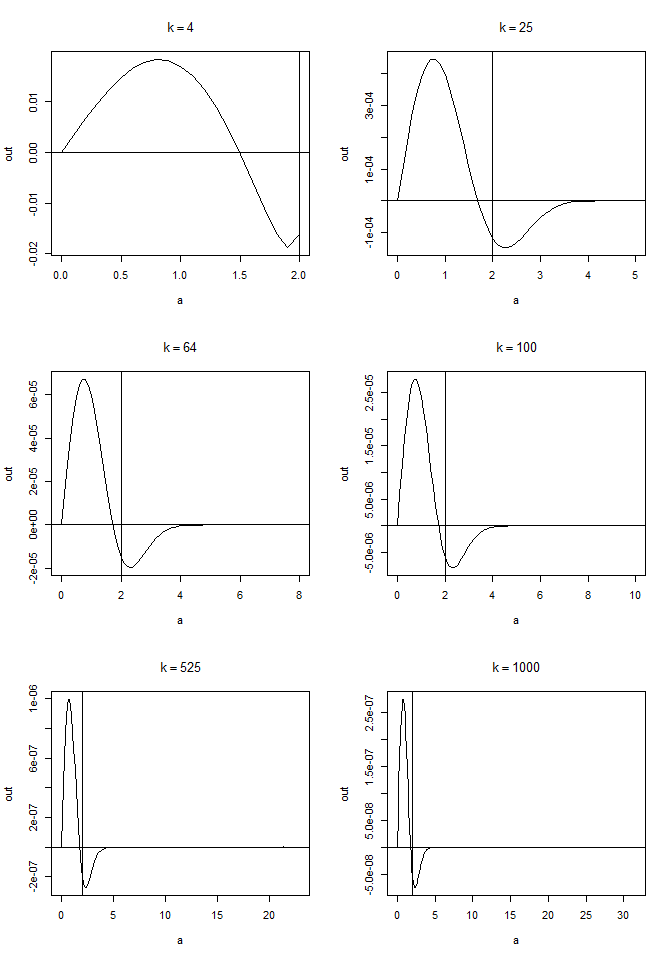 k = 4
0.01
0.00
-0.01
-0.02
out
0.0 0.5 1.0 1.5 2.0
a
k = 25
3e-04
1e-04
-1e-04
out
0 1 2 3 4 5
a
k = 64
6e-05
4e-05
2e-05
0e+00
-2e-05
out
0 2 4 6 8
a
k = 100
2.5e-05
1.5e-05
5.0e-06
-5.0e-06
out
0 2 4 6 8 10
a
k = 525
1e-06
6e-07
2e-07
-2e-07
out
0 5 10 15 20
a
k = 1000
2.5e-07
1.5e-07
5.0e-08
-5.0e-08
out
0 5 10 15 20 25 30
a